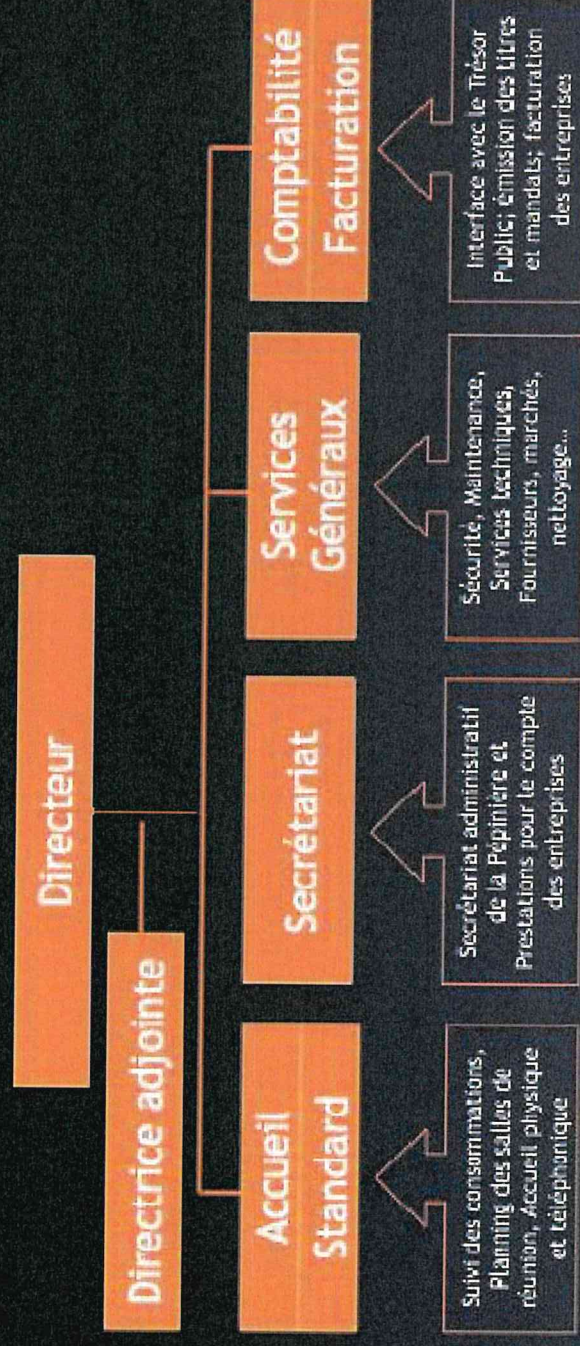 Directeur
Directrice adjointe
Accueil
Standard
Secrétariat
Services
Généraux
Comptabilité
Facturation
Suivi des consommations,
Planning des salles de
réunion, Accueil physique
et téléphonique
Secrétariat administratif
de la Pépinière et
Prestations pour le compte
des entreprises
Sécurité, Maintenance,
Services techniques,
Fournisseurs, marchés,
nettoyage...
Interface avec le Trésor
Public; émission des titres
et mandats; facturation
des entreprises